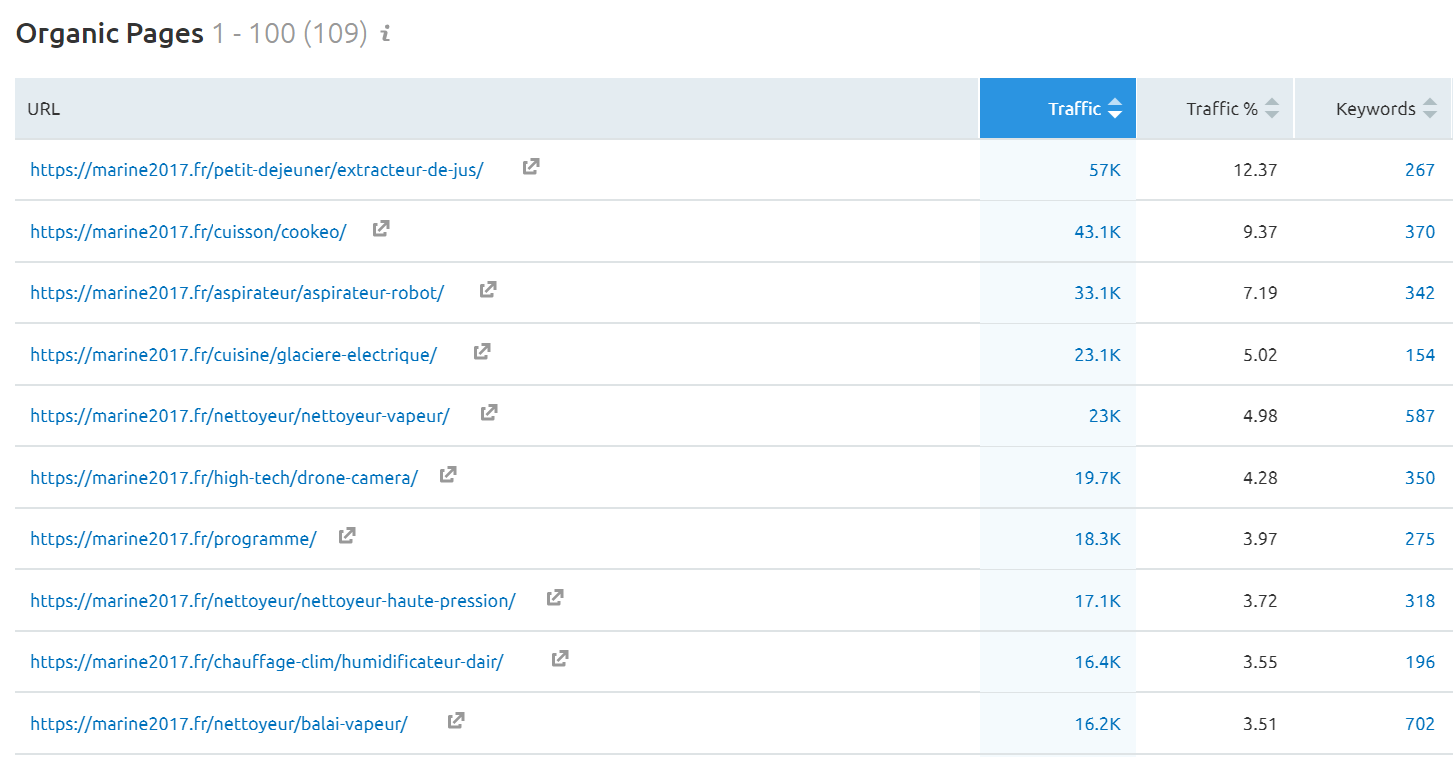 Organic Pages 1 - 100 (109) i
URL Traffic Traffic % Keywords
https://marine2017.fr/petit-dejeuner/extracteur-de-jus/ 57K 12.37 267
https://marine2017.fr/cuisson/cookeo/ 43.1K 9.37 370
https://marine2017.fr/aspirateur/aspirateur-robot/ 33.1K 7.19 342
https://marine2017.fr/cuisine/glaciere-electrique/ 23.1K 5.02 154
https://marine2017.fr/nettoyeur/nettoyeur-vapeur/ 23K 4.98 587
https://marine2017.fr/high-tech/drone-camera/ 19.7K 4.28 350
https://marine2017.fr/programme/ 18.3K 3.97 275
https://marine2017.fr/nettoyeur/nettoyeur-haute-pression/ 17.1K 3.72 318
https://marine2017.fr/chauffage-clim/humidificateur-dair/ 16.4K 3.55 196
https://marine2017.fr/nettoyeur/balai-vapeur/ 16.2K 3.51 702